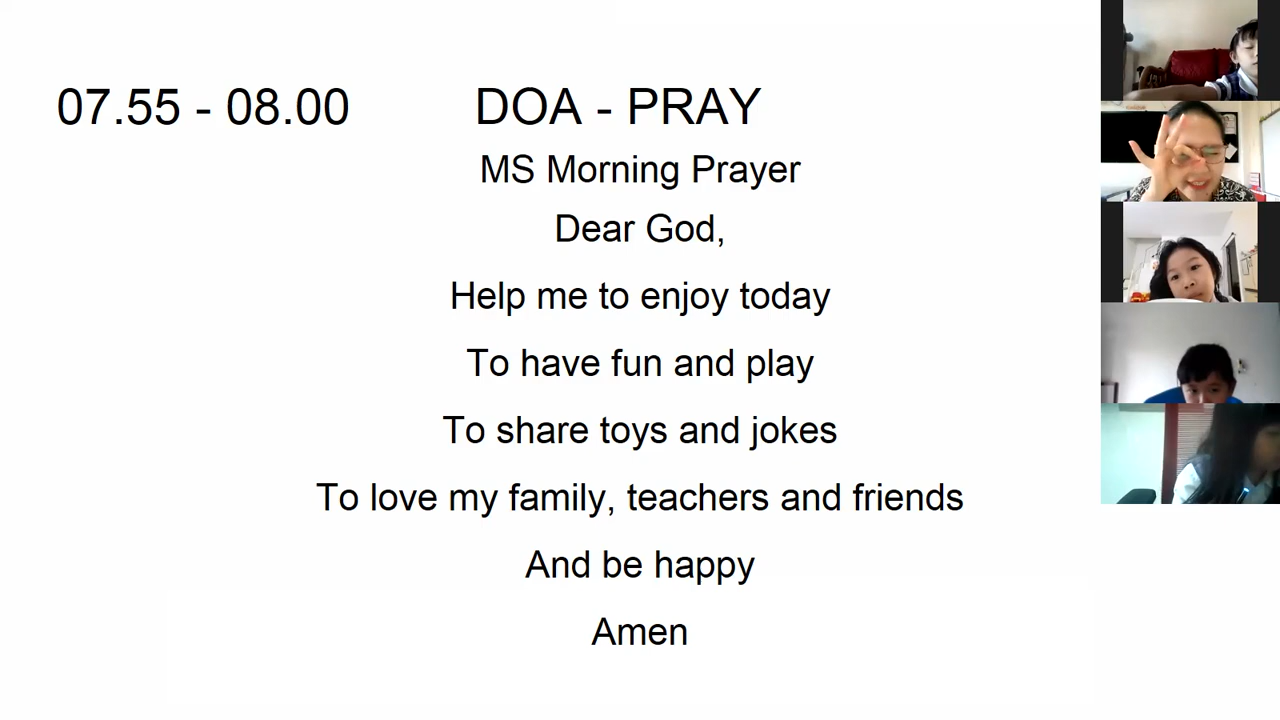 07.55 - 08.00 DOA - PRAY
MS Morning Prayer
Dear God,
Help me to enjoy today
To have fun and play
To share toys and jokes
To love my family, teachers and friends
And be happy
Amen